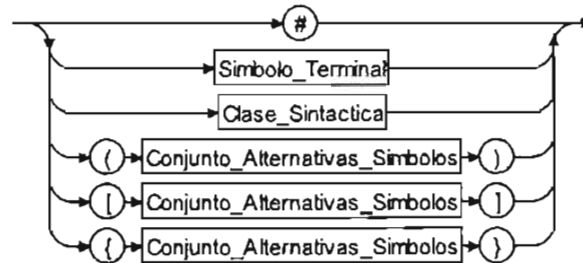 #
Simbolo_Terminal
Clase_Sintactica
( Conjunto_Alternativas_Simbolos )
[ Conjunto_Alternativas_Simbolos ]
{ Conjunto_Alternativas_Simbolos }